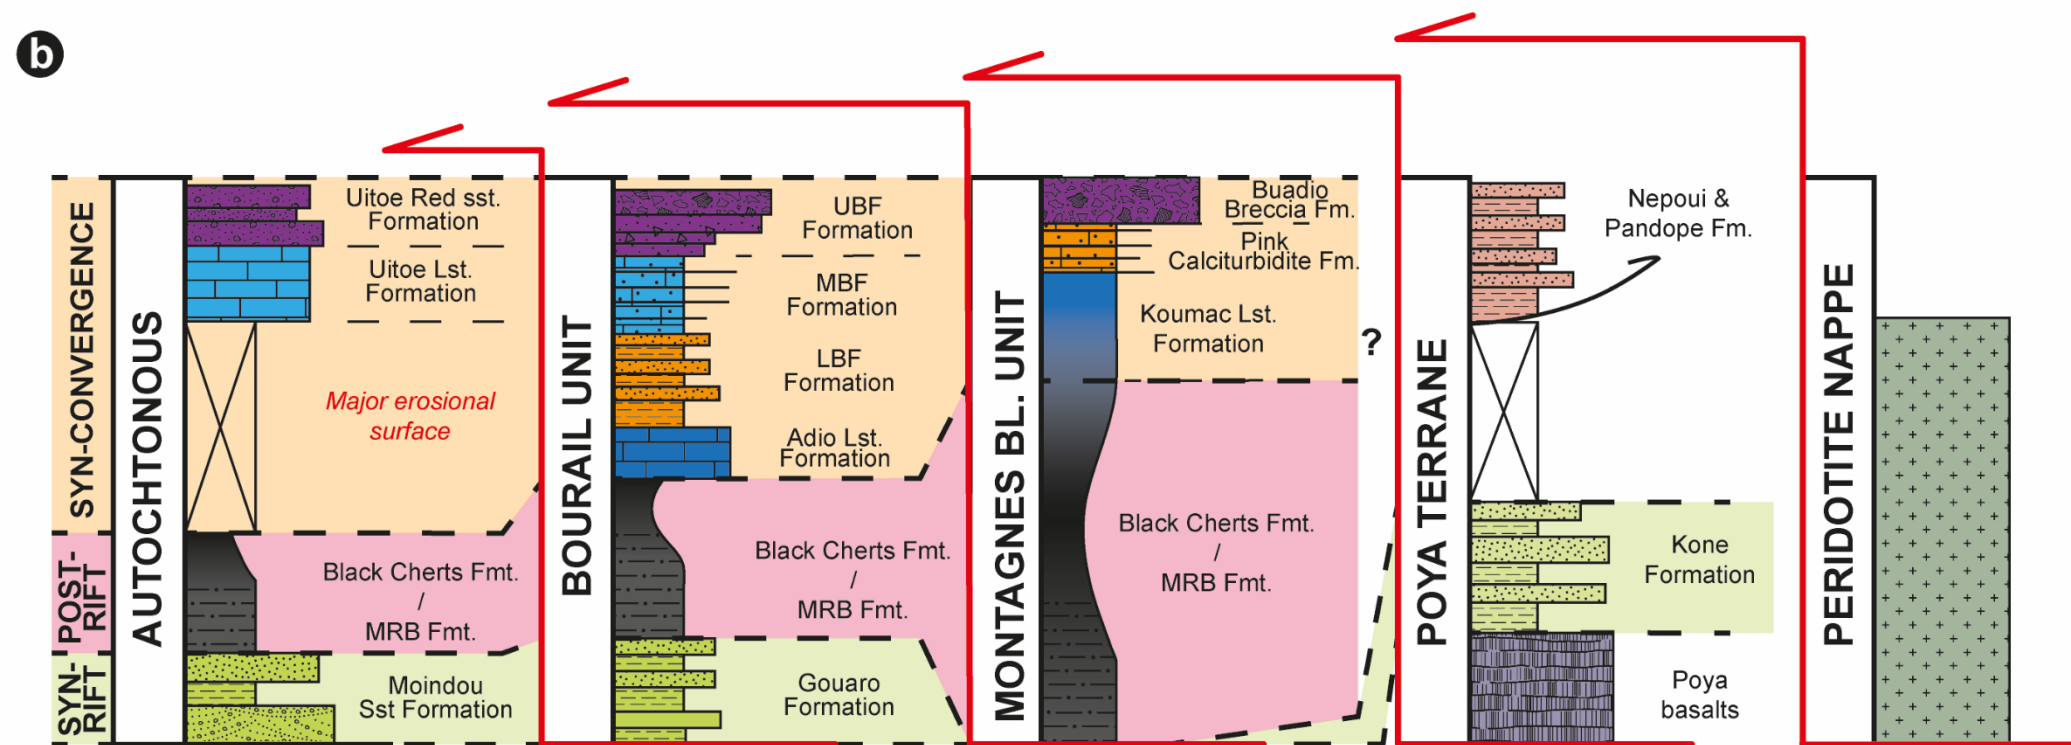 b
SYN-CONVERGENCE
POST-
RIFT
SYN-
RIFT
AUTOCHTONOUS
Uitoe Red sst.
Formation
Uitoe Lst.
Formation
Major erosional
surface
Black Cherts Fmt.
/
MRB Fmt.
Moindou
Sst Formation
BOURAIL UNIT
UBF
Formation
MBF
Formation
LBF
Formation
Adio Lst.
Formation
Black Cherts Fmt.
/
MRB Fmt.
Gouaro
Formation
MONTAGNES BL. UNIT
Buadio
Breccia Fm.
Pink
Calciturbidite Fm.
Koumac Lst.
Formation
?
Black Cherts Fmt.
/
MRB Fmt.
POYA TERRANE
Nepoui &
Pandope Fm.
Kone
Formation
Poya
basalts
PERIDOTITE NAPPE